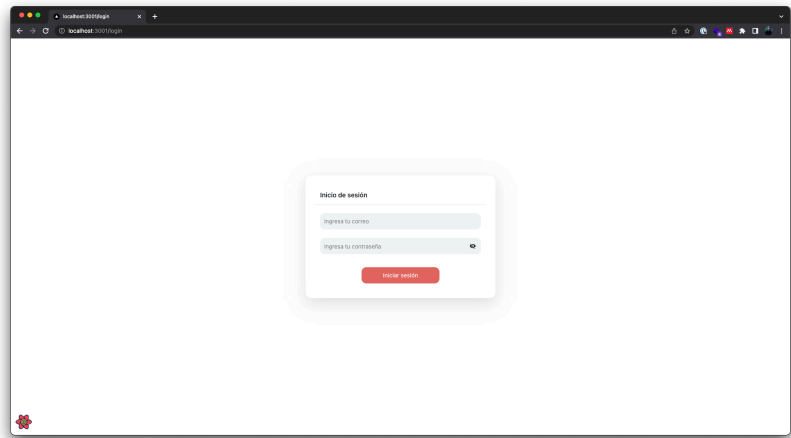 localhost:3001/login
localhost:3001/login
Inicio de sesión
Ingresa tu correo
Ingresa tu contraseña
Iniciar sesión